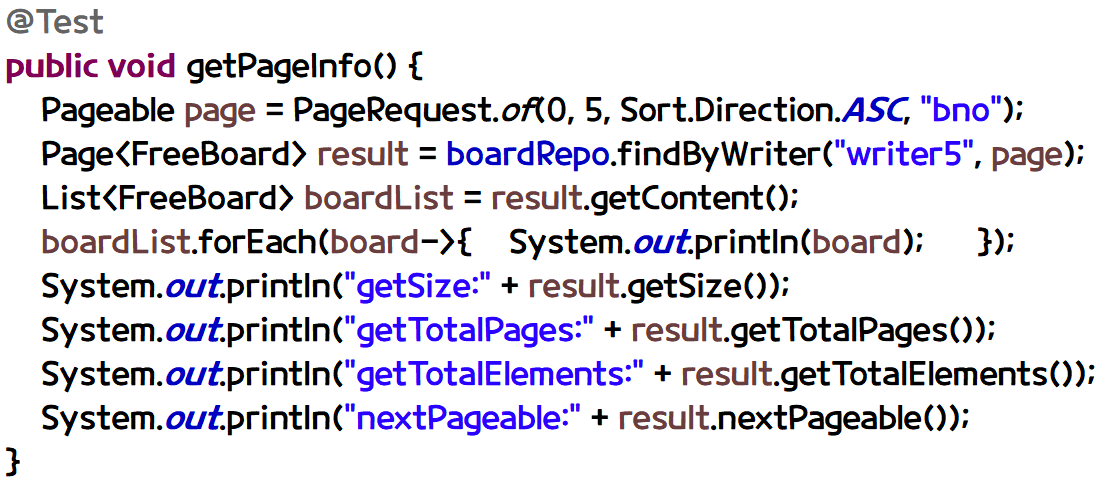 @Test
public void getPageInfo() {
Pageable page = PageRequest.of(0, 5, Sort.Direction.ASC, "bno");
Page<FreeBoard> result = boardRepo.findByWriter("writer5", page);
List<FreeBoard> boardList = result.getContent();
boardList.forEach(board->{ System.out.println(board); });
System.out.println("getSize:" + result.getSize());
System.out.println("getTotalPages:" + result.getTotalPages());
System.out.println("getTotalElements:" + result.getTotalElements());
System.out.println("nextPageable:" + result.nextPageable());
}